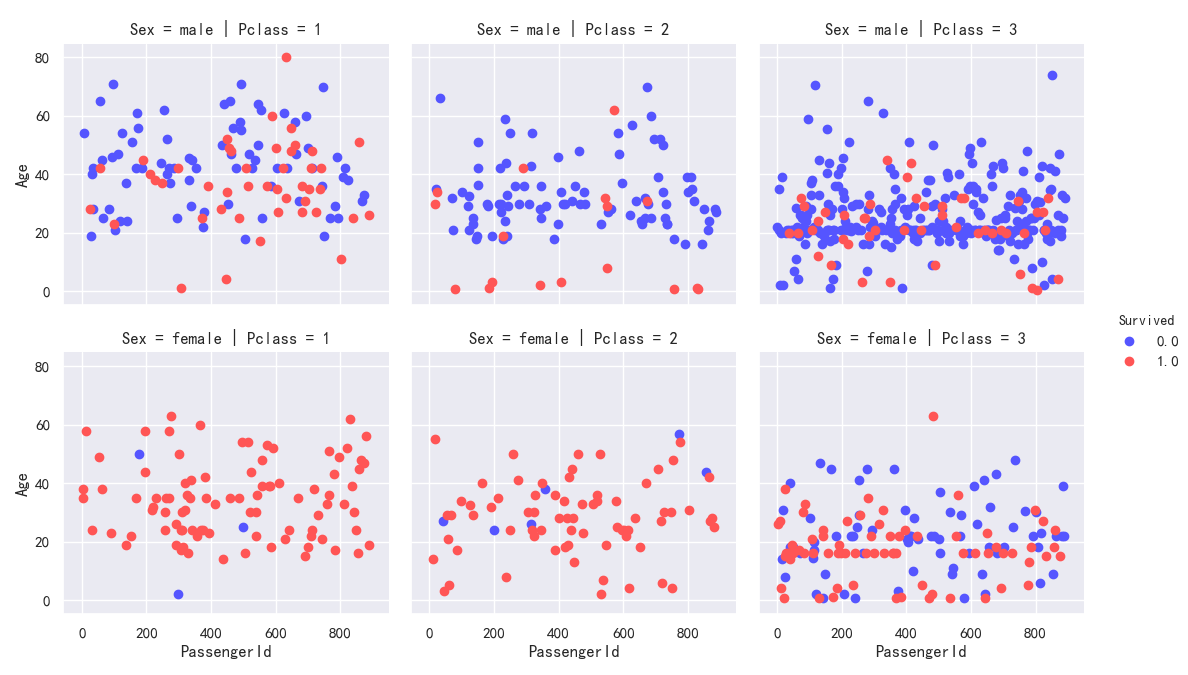 Sex = male | Pclass = 1
Sex = male | Pclass = 2
Sex = male | Pclass = 3
80
60
40
20
0
Age
Sex = female | Pclass = 1
Sex = female | Pclass = 2
Sex = female | Pclass = 3
80
60
40
20
0
Age
0 200 400 600 800
0 200 400 600 800
0 200 400 600 800
PassengerId
PassengerId
PassengerId
Survived
0.0
1.0